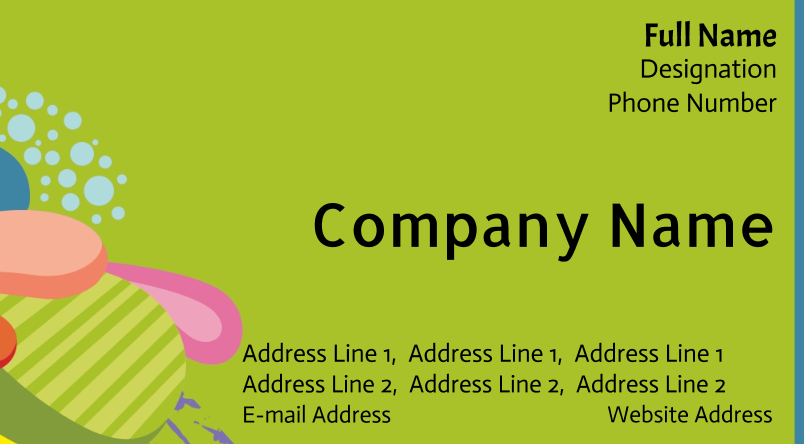 Full Name
Designation
Phone Number
Company Name
Address Line 1, Address Line 1, Address Line 1
Address Line 2, Address Line 2, Address Line 2
E-mail Address Website Address